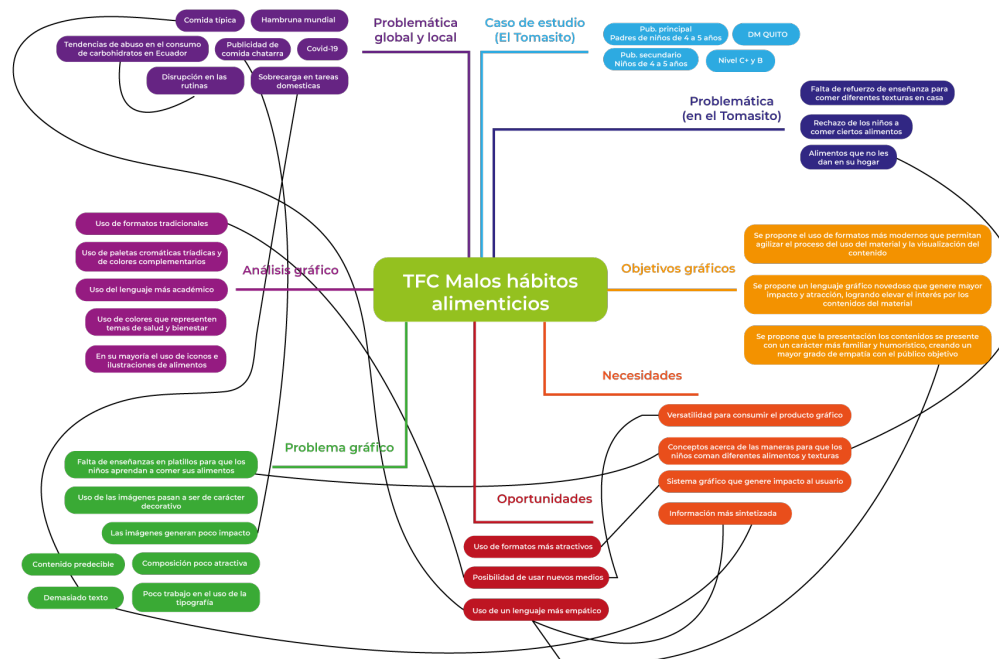 Problemática
global y local
Comida típica
Hambruna mundial
Tendencias de abuso en el consumo
de carbohidratos en Ecuador
Publicidad de
comida chatarra
Covid-19
Disrupción en las
rutinas
Sobrecarga en tareas
domesticas
Caso de estudio
(El Tomasito)
Pub. principal
Padres de niños de 4 a 5 años
DM QUITO
Pub. secundario
Niños de 4 a 5 años
Nivel C+ y B
Problemática
(en el Tomasito)
Falta de refuerzo de enseñanza para
comer diferentes texturas en casa
Rechazo de los niños a
comer ciertos alimentos
Alimentos que no les
dan en su hogar
Análisis gráfico
Uso de formatos tradicionales
Uso de paletas cromáticas tríadicas y
de colores complementarios
Uso del lenguaje más académico
Uso de colores que representen
temas de salud y bienestar
En su mayoría el uso de iconos e
ilustraciones de alimentos
TFC Malos hábitos
alimenticios
Objetivos gráficos
Se propone el uso de formatos más modernos que permitan
agilizar el proceso del uso del material y la visualización del
contenido
Se propone un lenguaje gráfico novedoso que genere mayor
impacto y atracción, logrando elevar el interés por los
contenidos del material
Se propone que la presentación los contenidos se presente
con un carácter más familiar y humorístico, creando un
mayor grado de empatía con el público objetivo
Necesidades
Versatilidad para consumir el producto gráfico
Conceptos acerca de las maneras para que los
niños coman diferentes alimentos y texturas
Sistema gráfico que genere impacto al usuario
Información más sintetizada
Problema gráfico
Falta de enseñanzas en platillos para que los
niños aprendan a comer sus alimentos
Uso de las imágenes pasan a ser de carácter
decorativo
Las imágenes generan poco impacto
Contenido predecible
Composición poco atractiva
Demasiado texto
Poco trabajo en el uso de la
tipografía
Oportunidades
Uso de formatos más atractivos
Posibilidad de usar nuevos medios
Uso de un lenguaje más empático